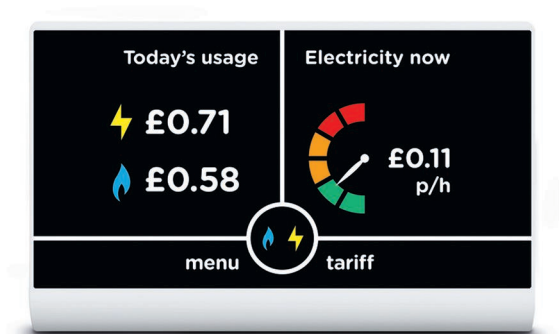 Today's usage
£0.71
£0.58
Electricity now
£0.11
p/h
menu
tariff